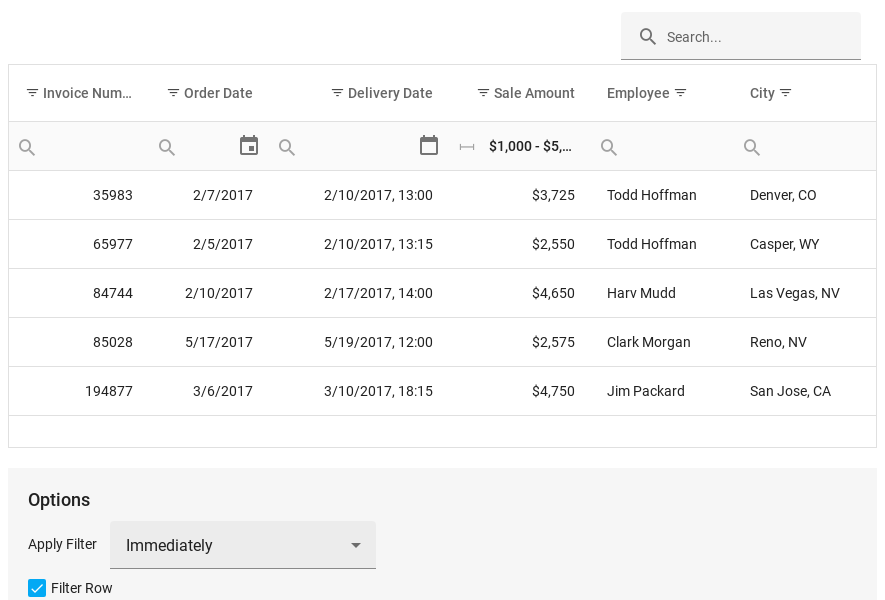 Search...
Invoice Num... Order Date Delivery Date Sale Amount Employee City
$1,000 - $5,...
35983 2/7/2017 2/10/2017, 13:00 $3,725 Todd Hoffman Denver, CO
65977 2/5/2017 2/10/2017, 13:15 $2,550 Todd Hoffman Casper, WY
84744 2/10/2017 2/17/2017, 14:00 $4,650 Harv Mudd Las Vegas, NV
85028 5/17/2017 5/19/2017, 12:00 $2,575 Clark Morgan Reno, NV
194877 3/6/2017 3/10/2017, 18:15 $4,750 Jim Packard San Jose, CA
Options
Apply Filter Immediately
Filter Row